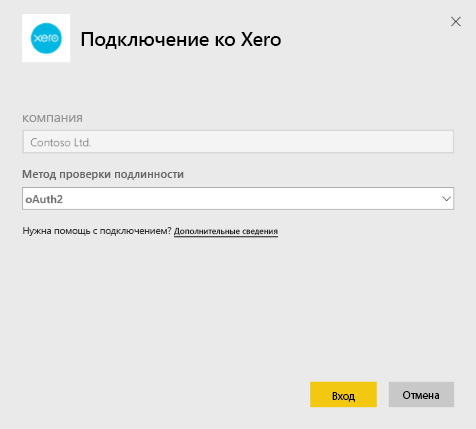 xero
Подключение ко Xero
компания
Contoso Ltd.
Метод проверки подлинности
oAuth2
Нужна помощь с подключением? Дополнительные сведения
Вход
Отмена